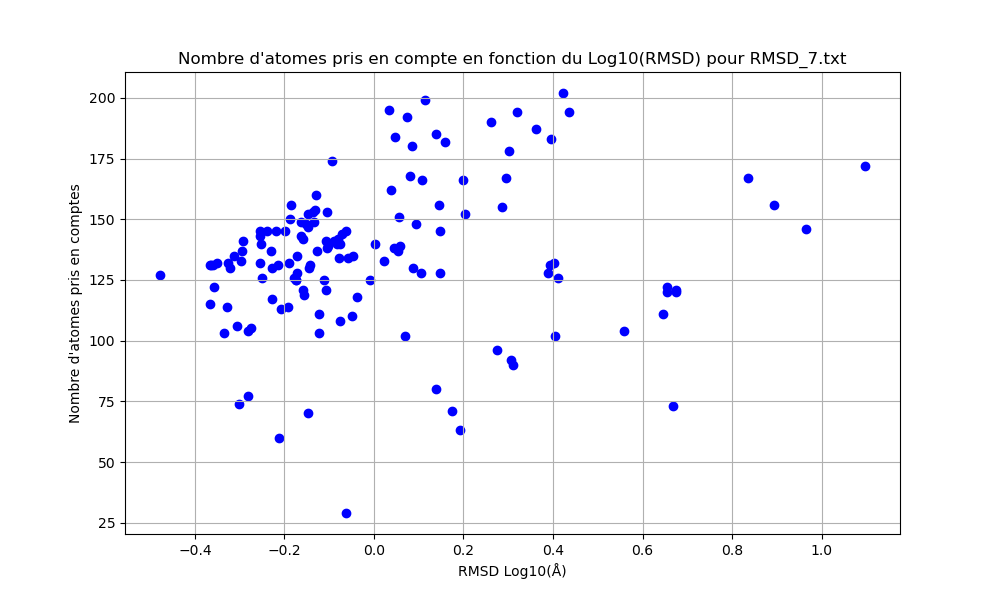 Nombre d'atomes pris en compte en fonction du Log10(RMSD) pour RMSD_7.txt
Nombre d'atomes pris en comptes
200
175
150
125
100
75
50
25
−0.4 −0.2 0.0 0.2 0.4 0.6 0.8 1.0
RMSD Log10(Å)